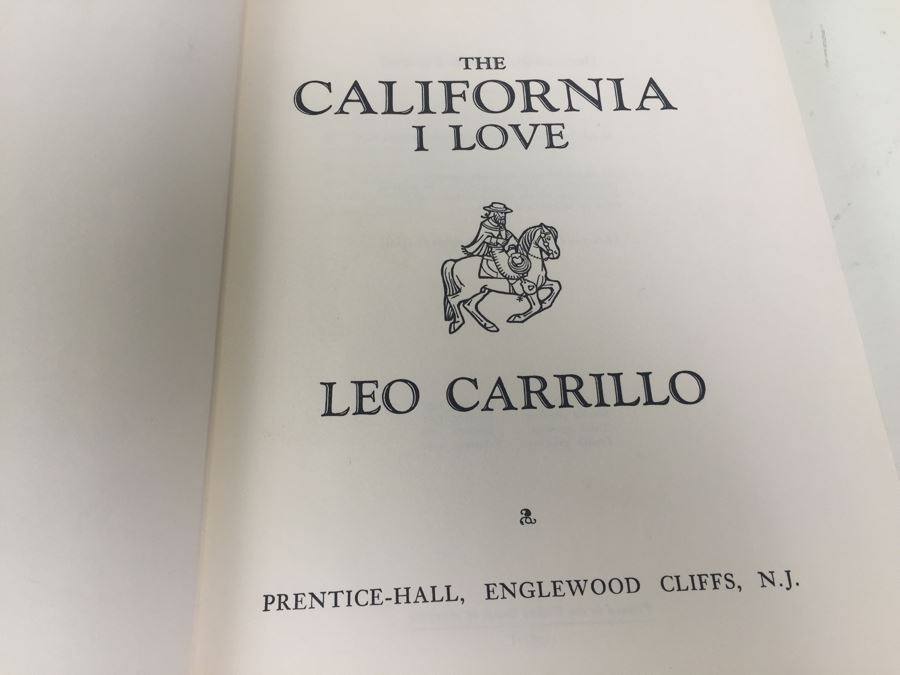 THE
CALIFORNIA
I LOVE
LEO CARRILLO
PRENTICE-HALL, ENGLEWOOD CLIFFS, N.J.